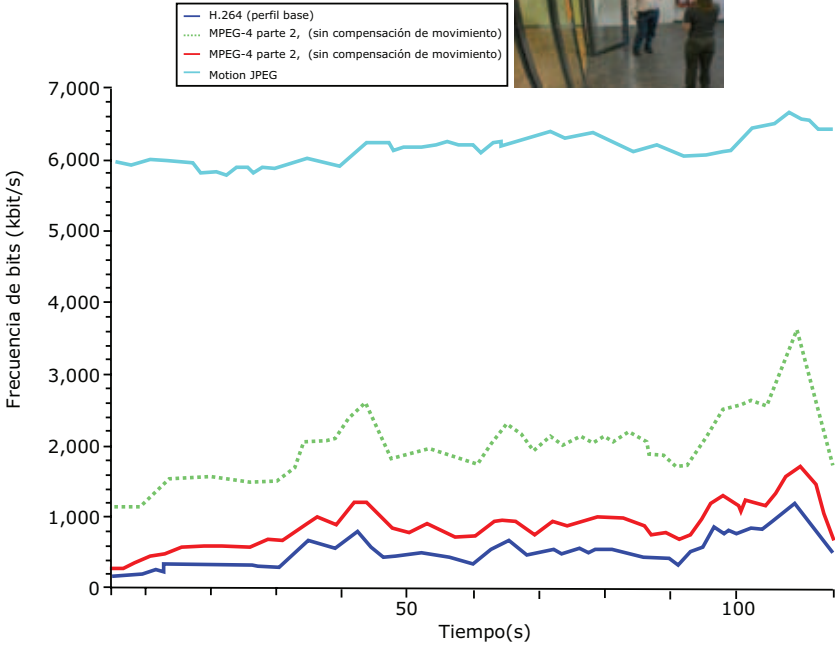 H.264 (perfil base)
MPEG-4 parte 2,  (sin compensación de movimiento)
MPEG-4 parte 2,  (sin compensación de movimiento)
Motion JPEG
7,000
6,000
5,000
4,000
3,000
2,000
1,000
0
Frecuencia de bits (kbit/s)
50
100
Tiempo(s)